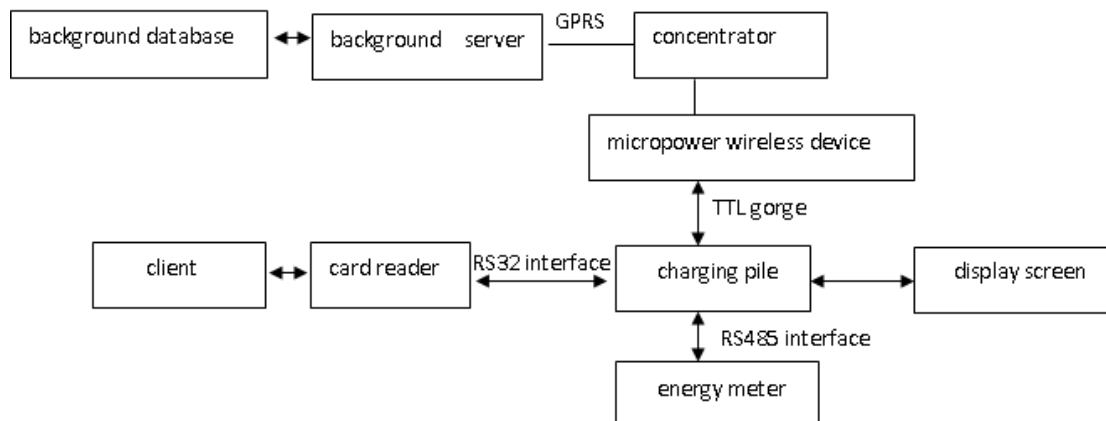 background database
background server
GPRS
concentrator
micropower wireless device
TTL gorge
client
card reader
RS32 interface
charging pile
display screen
RS485 interface
energy meter